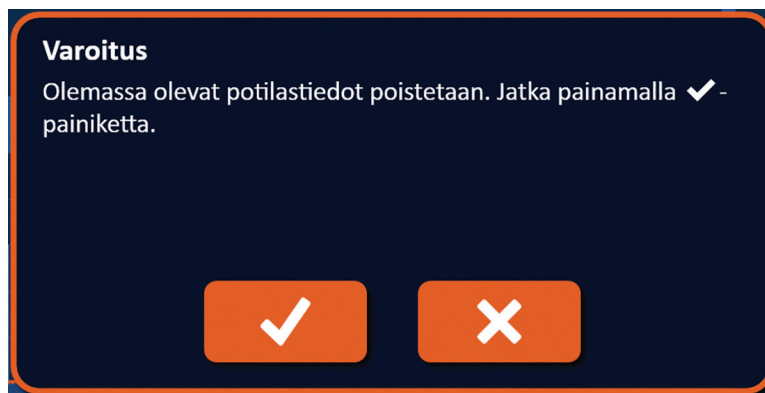 Varoitus
Olemassa olevat potilastiedot poistetaan. Jatka painamalla ✔-
painiketta.